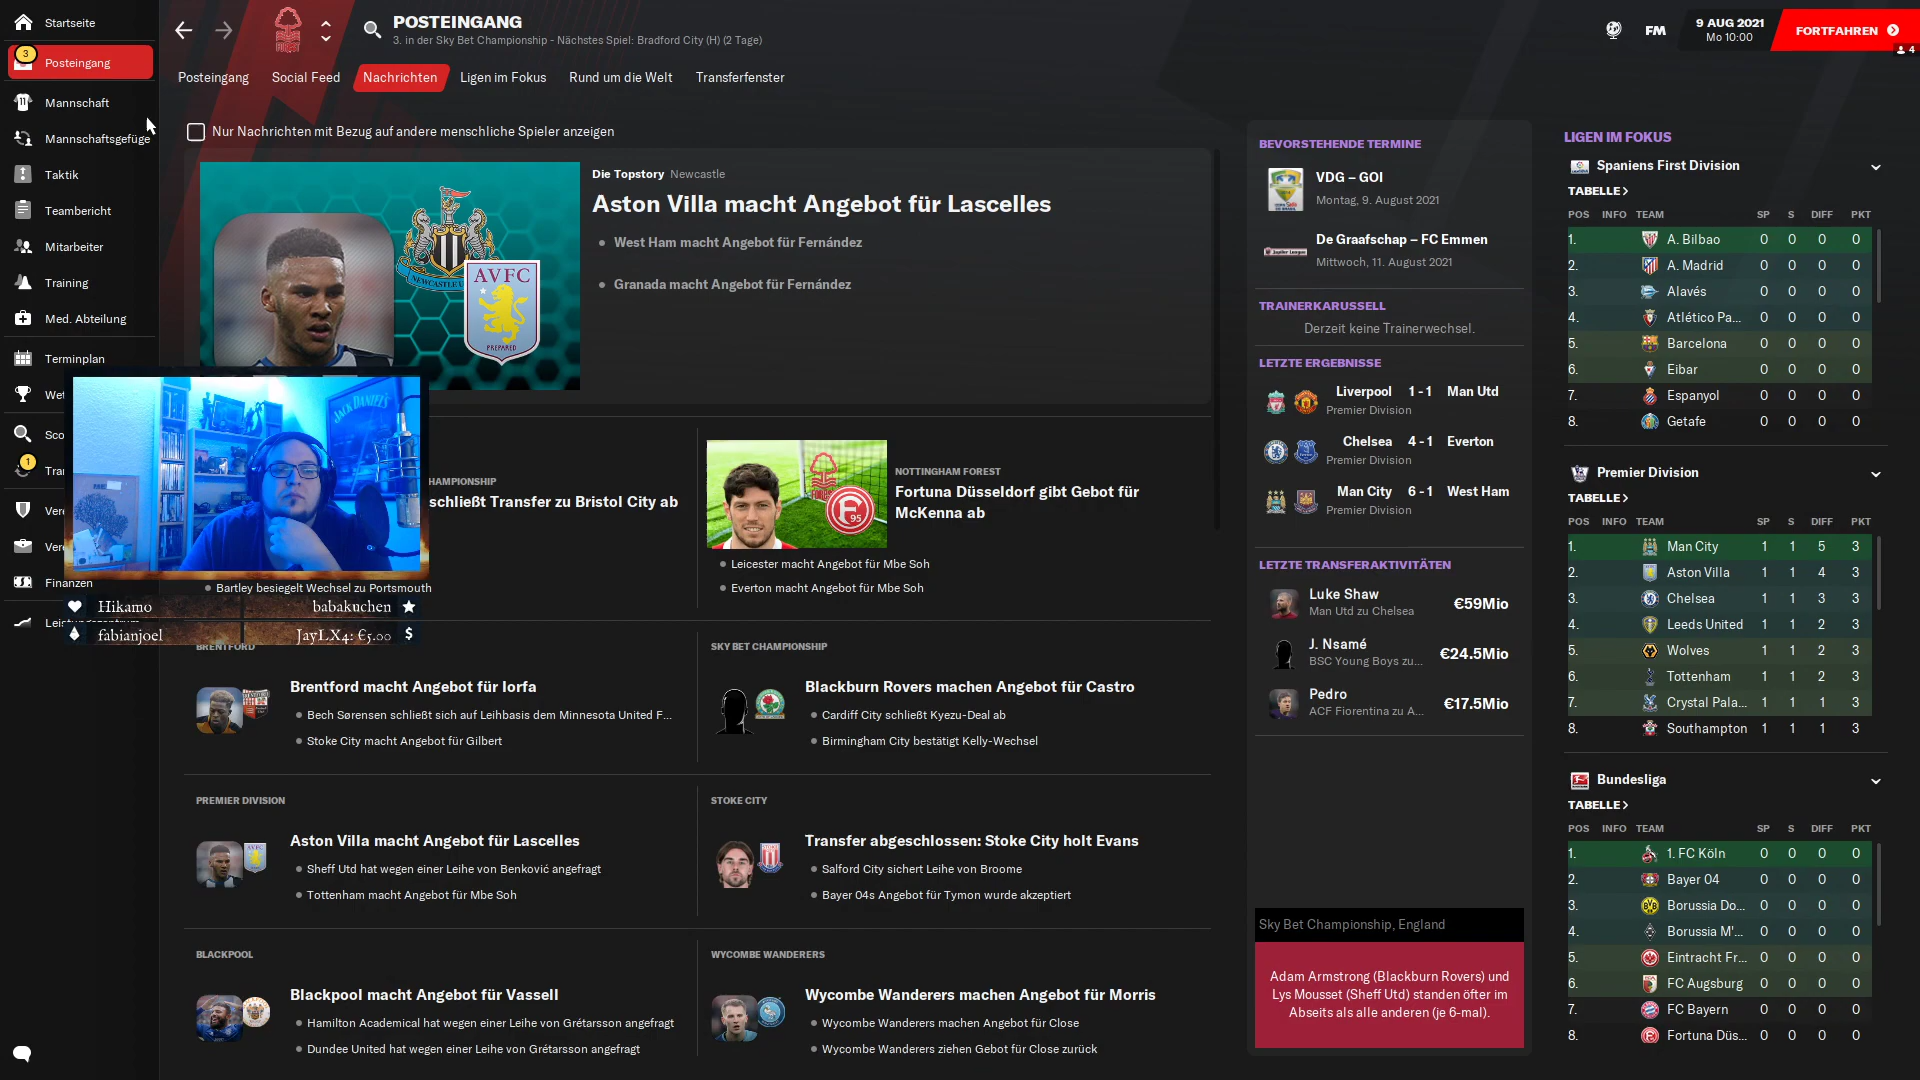 Startseite
3
Posteingang
Mannschaft
Mannschaftsgefüge
Taktik
Teambericht
Mitarbeiter
Training
Med. Abteilung
Terminplan
Wet
Sco
1
Tra
Vere
Vere
Finanzen
POSTEINGANG
3. in der Sky Bet Championship - Nächstes Spiel: Bradford City (H) (2 Tage)
FM
9 AUG 2021
Mo 10:00
FORTFAHREN
4
Posteingang
Social Feed
Nachrichten
Ligen im Fokus
Rund um die Welt
Transferfenster
Nur Nachrichten mit Bezug auf andere menschliche Spieler anzeigen
AVFC
PREPARED
Die Topstory Newcastle
Aston Villa macht Angebot für Lascelles
West Ham macht Angebot für Fernández
Granada macht Angebot für Fernández
JACK DANIEL'S
HAMPIONSHIP
schließt Transfer zu Bristol City ab
Bartley besiegelt Wechsel zu Portsmouth
Hikamo
babakuchen
fabianjoel
JayLX4: €5.00
NOTTINGHAM FOREST
Fortuna Düsseldorf gibt Gebot für
McKenna ab
F95
Leicester macht Angebot für Mbe Soh
Everton macht Angebot für Mbe Soh
BRENTFORD
Brentford macht Angebot für Iorfa
Bech Sørensen schließt sich auf Leihbasis dem Minnesota United F...
Stoke City macht Angebot für Gilbert
SKY BET CHAMPIONSHIP
Blackburn Rovers machen Angebot für Castro
Cardiff City schließt Kyezu-Deal ab
Birmingham City bestätigt Kelly-Wechsel
PREMIER DIVISION
Aston Villa macht Angebot für Lascelles
Sheff Utd hat wegen einer Leihe von Benković angefragt
Tottenham macht Angebot für Mbe Soh
STOKE CITY
Transfer abgeschlossen: Stoke City holt Evans
Salford City sichert Leihe von Broome
Bayer 04s Angebot für Tymon wurde akzeptiert
BLACKPOOL
Blackpool macht Angebot für Vassell
Hamilton Academical hat wegen einer Leihe von Grétarsson angefragt
Dundee United hat wegen einer Leihe von Grétarsson angefragt
WYCOMBE WANDERERS
Wycombe Wanderers machen Angebot für Morris
Wycombe Wanderers machen Angebot für Close
Wycombe Wanderers ziehen Gebot für Close zurück
BEVORSTEHENDE TERMINE
VDG – GOI
Montag, 9. August 2021
De Graafschap – FC Emmen
Mittwoch, 11. August 2021
TRAINERKARUSSELL
Derzeit keine Trainerwechsel.
LETZTE ERGEBNISSE
Liverpool 1 - 1 Man Utd
Premier Division
Chelsea 4 - 1 Everton
Premier Division
Man City 6 - 1 West Ham
Premier Division
LETZTE TRANSFERAKTIVITÄTEN
Luke Shaw
Man Utd zu Chelsea
€59Mio
J. Nsamé
BSC Young Boys zu...
€24.5Mio
Pedro
ACF Fiorentina zu A...
€17.5Mio
Sky Bet Championship, England
Adam Armstrong (Blackburn Rovers) und
Lys Mousset (Sheff Utd) standen öfter im
Abseits als alle anderen (je 6-mal).
LIGEN IM FOKUS
Spaniens First Division
TABELLE
POS INFO TEAM SP S DIFF PKT
1. A. Bilbao 0 0 0 0
2. A. Madrid 0 0 0 0
3. Alavés 0 0 0 0
4. Atlético Pa... 0 0 0 0
5. Barcelona 0 0 0 0
6. Eibar 0 0 0 0
7. Espanyol 0 0 0 0
8. Getafe 0 0 0 0
Premier Division
TABELLE
POS INFO TEAM SP S DIFF PKT
1. Man City 1 1 5 3
2. Aston Villa 1 1 4 3
3. Chelsea 1 1 3 3
4. Leeds United 1 1 2 3
5. Wolves 1 1 2 3
6. Tottenham 1 1 2 3
7. Crystal Pala... 1 1 1 3
8. Southampton 1 1 1 3
Bundesliga
TABELLE
POS INFO TEAM SP S DIFF PKT
1. 1. FC Köln 0 0 0 0
2. Bayer 04 0 0 0 0
3. Borussia Do... 0 0 0 0
4. Borussia M'... 0 0 0 0
5. Eintracht Fr... 0 0 0 0
6. FC Augsburg 0 0 0 0
7. FC Bayern 0 0 0 0
8. Fortuna Düs... 0 0 0 0